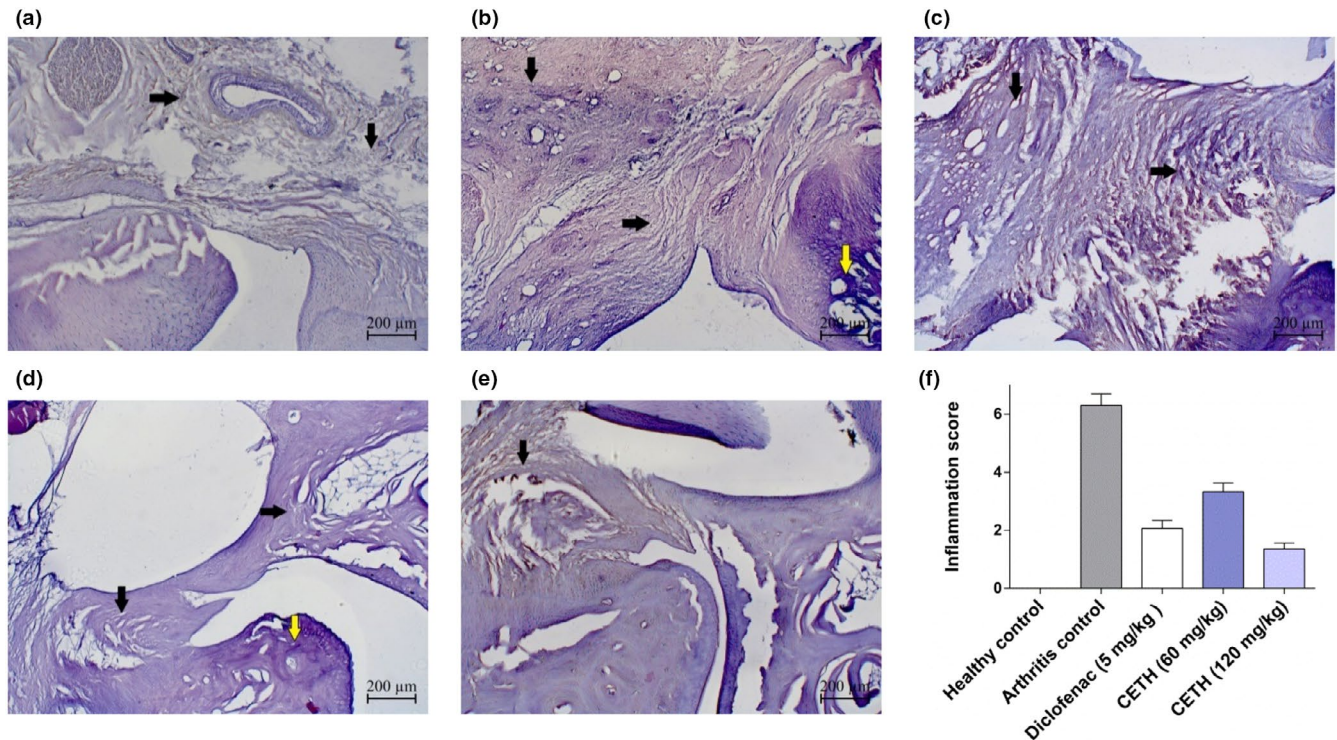 (a)
200 µm
(b)
200 µm
(c)
200 µm
(d)
200 µm
(e)
200 µm
(f)
Inflammation score
6
4
2
0
Healthy control
Arthritis control
Diclofenac (5 mg/kg )
CETH (60 mg/kg)
CETH (120 mg/kg)